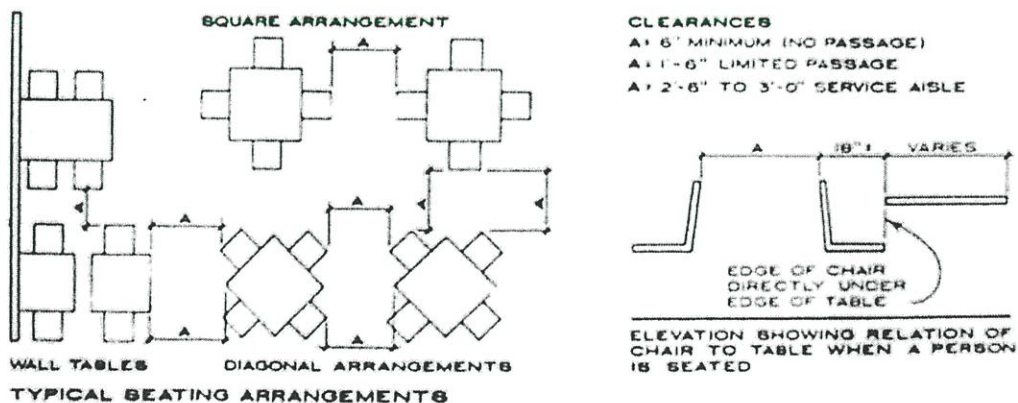 SQUARE ARRANGEMENT
A
A
A
A
A
A
A
A
WALL TABLES
DIAGONAL ARRANGEMENTS
TYPICAL SEATING ARRANGEMENTS
CLEARANCES
A = 6" MINIMUM (NO PASSAGE)
A = 1'-6" LIMITED PASSAGE
A = 2'-6" TO 3'-0" SERVICE AISLE
A 18"± VARIES
EDGE OF CHAIR
DIRECTLY UNDER
EDGE OF TABLE
ELEVATION SHOWING RELATION OF
CHAIR TO TABLE WHEN A PERSON
IS SEATED